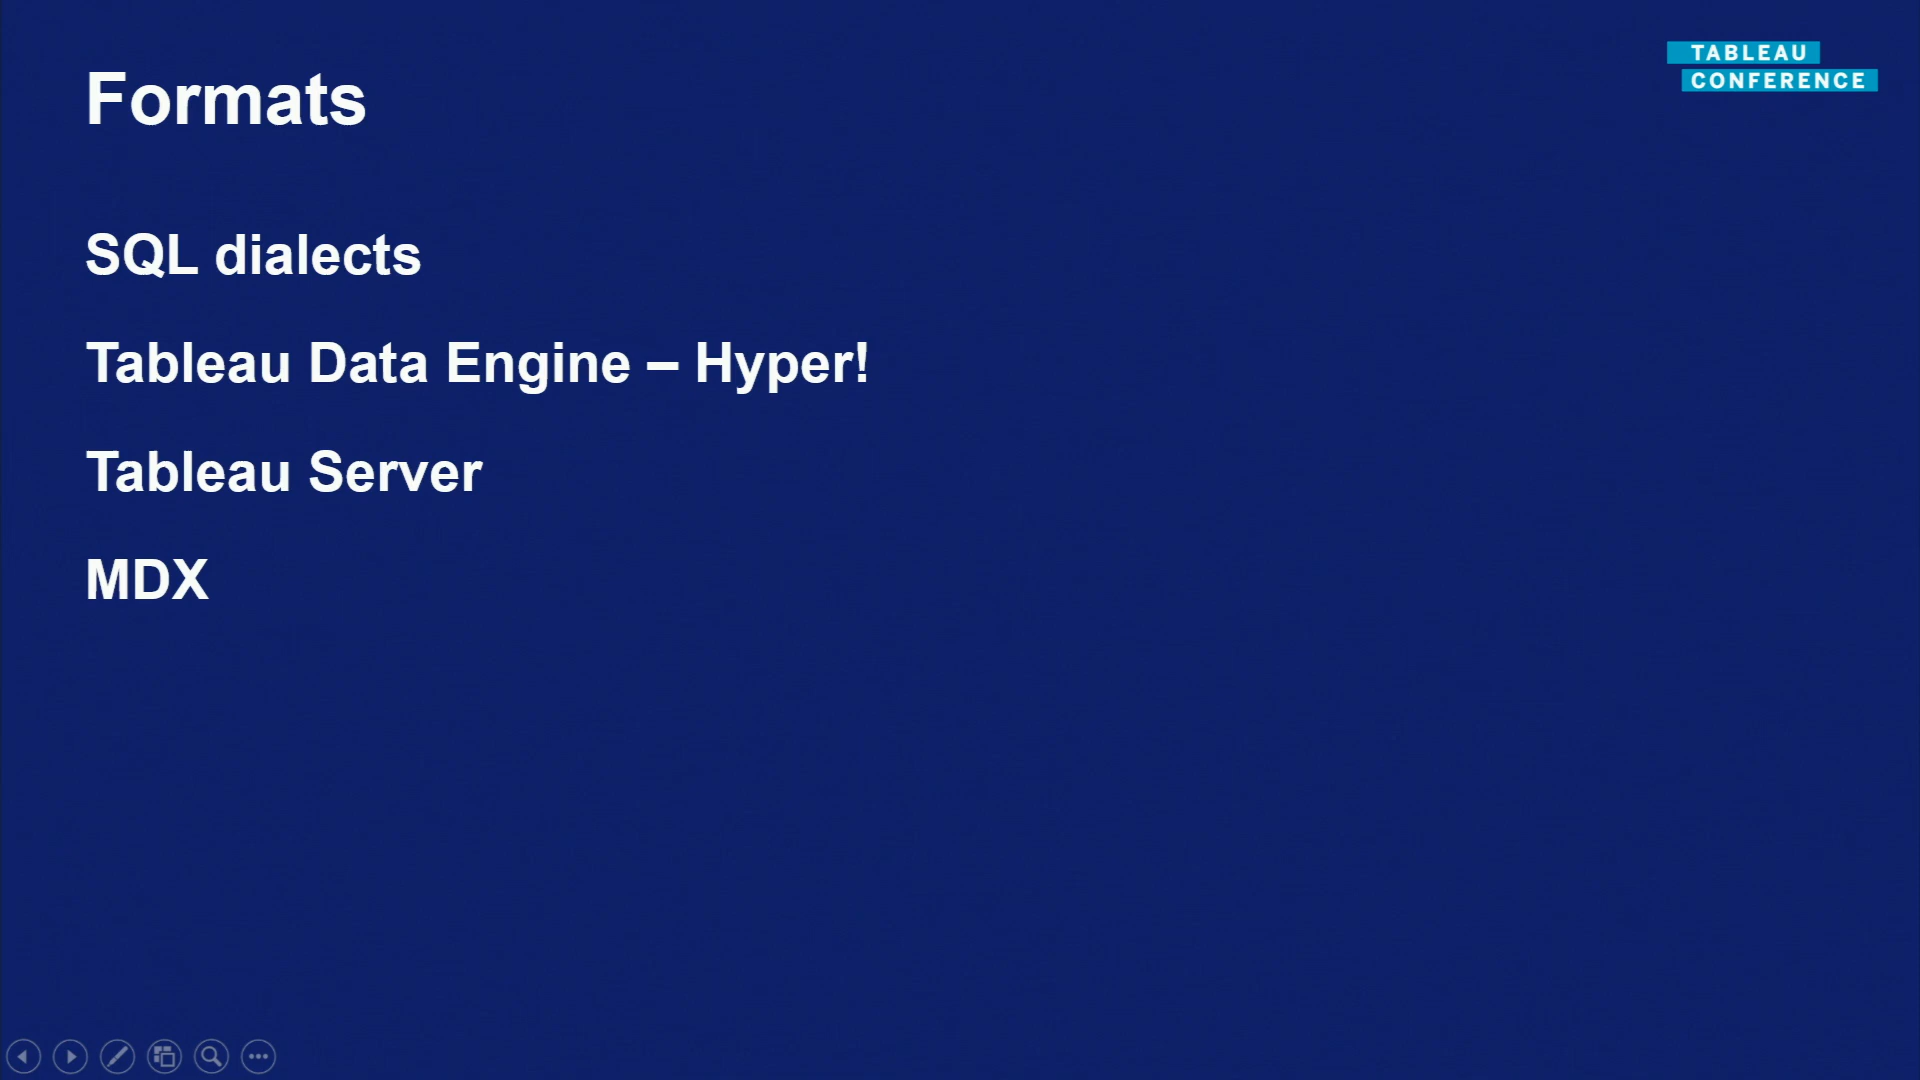 Formats
TABLEAU
CONFERENCE
SQL dialects
Tableau Data Engine – Hyper!
Tableau Server
MDX